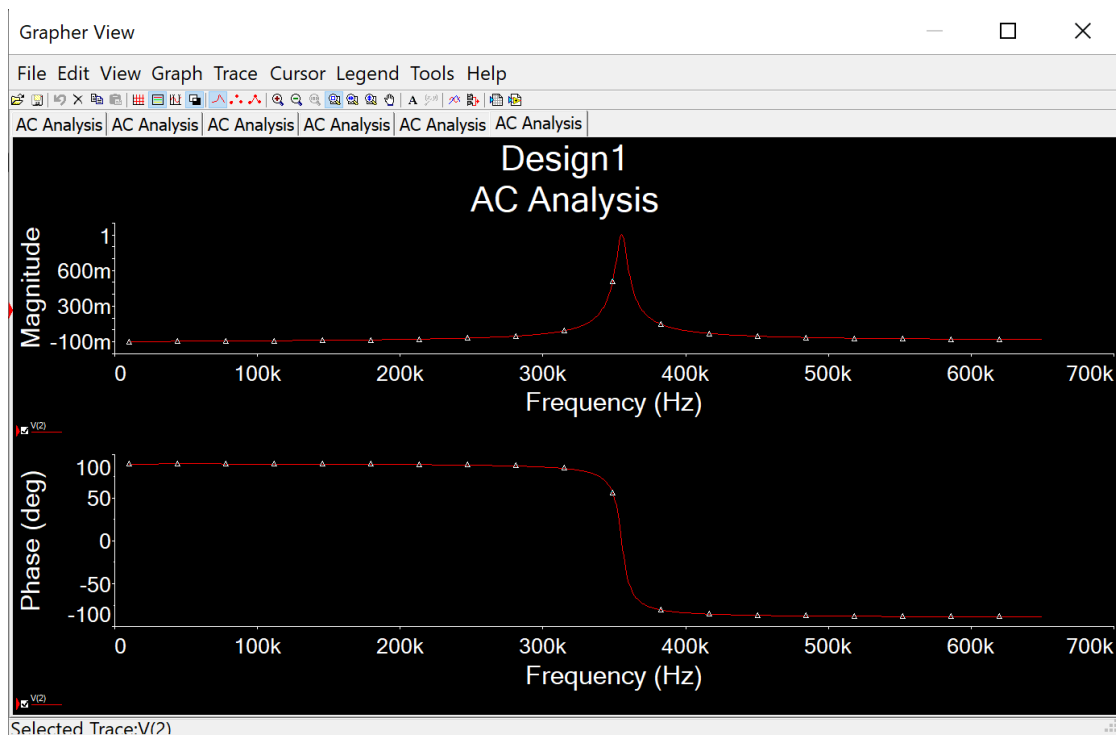 Grapher View
File Edit View Graph Trace Cursor Legend Tools Help
AC Analysis AC Analysis AC Analysis AC Analysis AC Analysis AC Analysis
Design1
AC Analysis
Magnitude
1
600m
300m
-100m
0 100k 200k 300k 400k 500k 600k 700k
Frequency (Hz)
V(2)
Phase (deg)
100
50
0
-50
-100
0 100k 200k 300k 400k 500k 600k 700k
Frequency (Hz)
V(2)
Selected Trace:V(2)